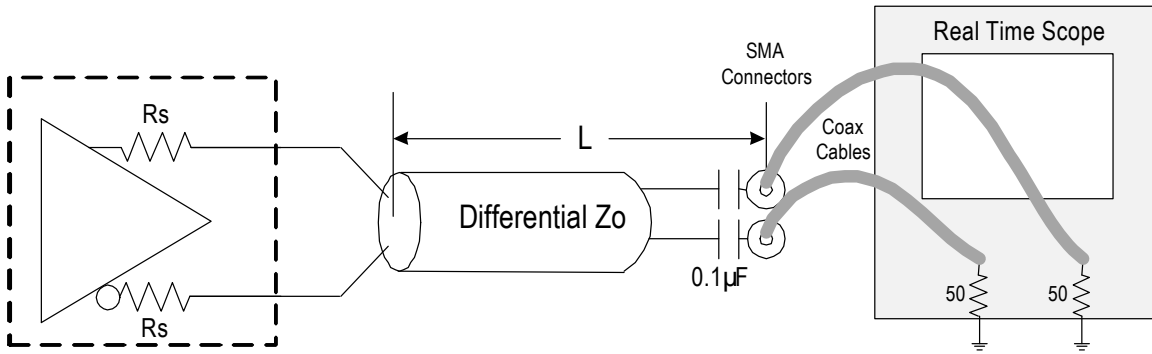 Real Time Scope
SMA
Connectors
Rs
L
Coax
Cables
Differential Zo
0.1µF
50
50
Rs